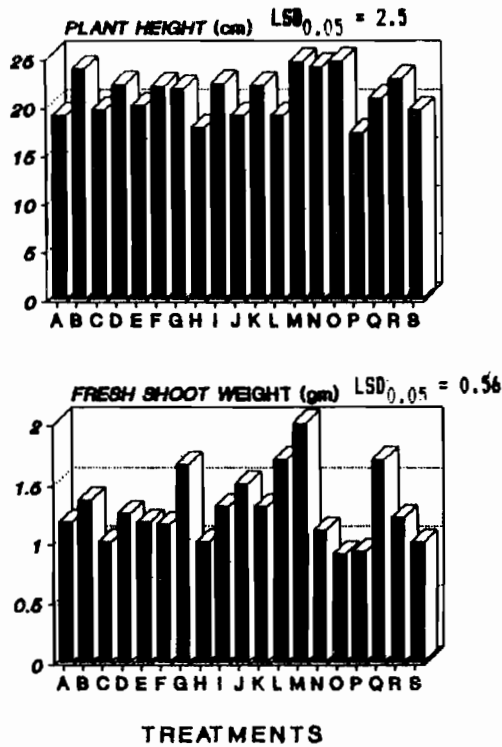 PLANT HEIGHT (cm) LSD0.05 = 2.5
25
20
15
10
5
0
A B C D E F G H I J K L M N O P Q R S
FRESH SHOOT WEIGHT (gm) LSD0.05 = 0.56
2
1.5
1
0.5
0
A B C D E F G H I J K L M N O P Q R S
TREATMENTS